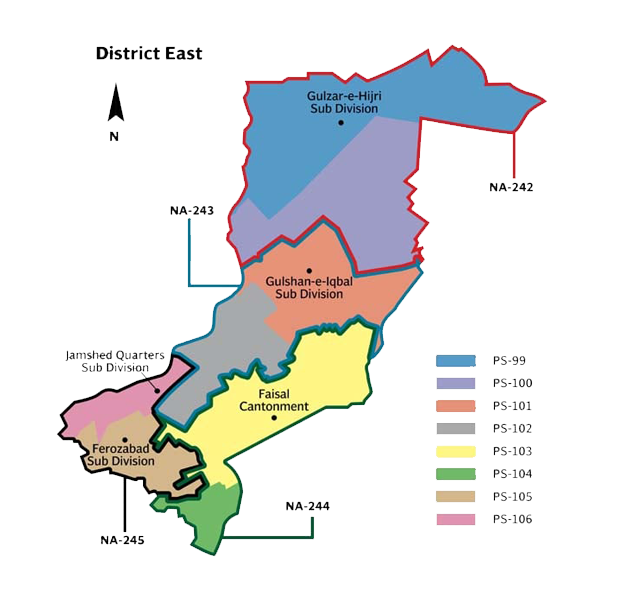 District East
N
Gulzar-e-Hijri
Sub Division
NA-242
NA-243
Gulshan-e-Iqbal
Sub Division
Jamshed Quarters
Sub Division
Faisal
Cantonment
Ferozabad
Sub Division
NA-244
NA-245
PS-99
PS-100
PS-101
PS-102
PS-103
PS-104
PS-105
PS-106